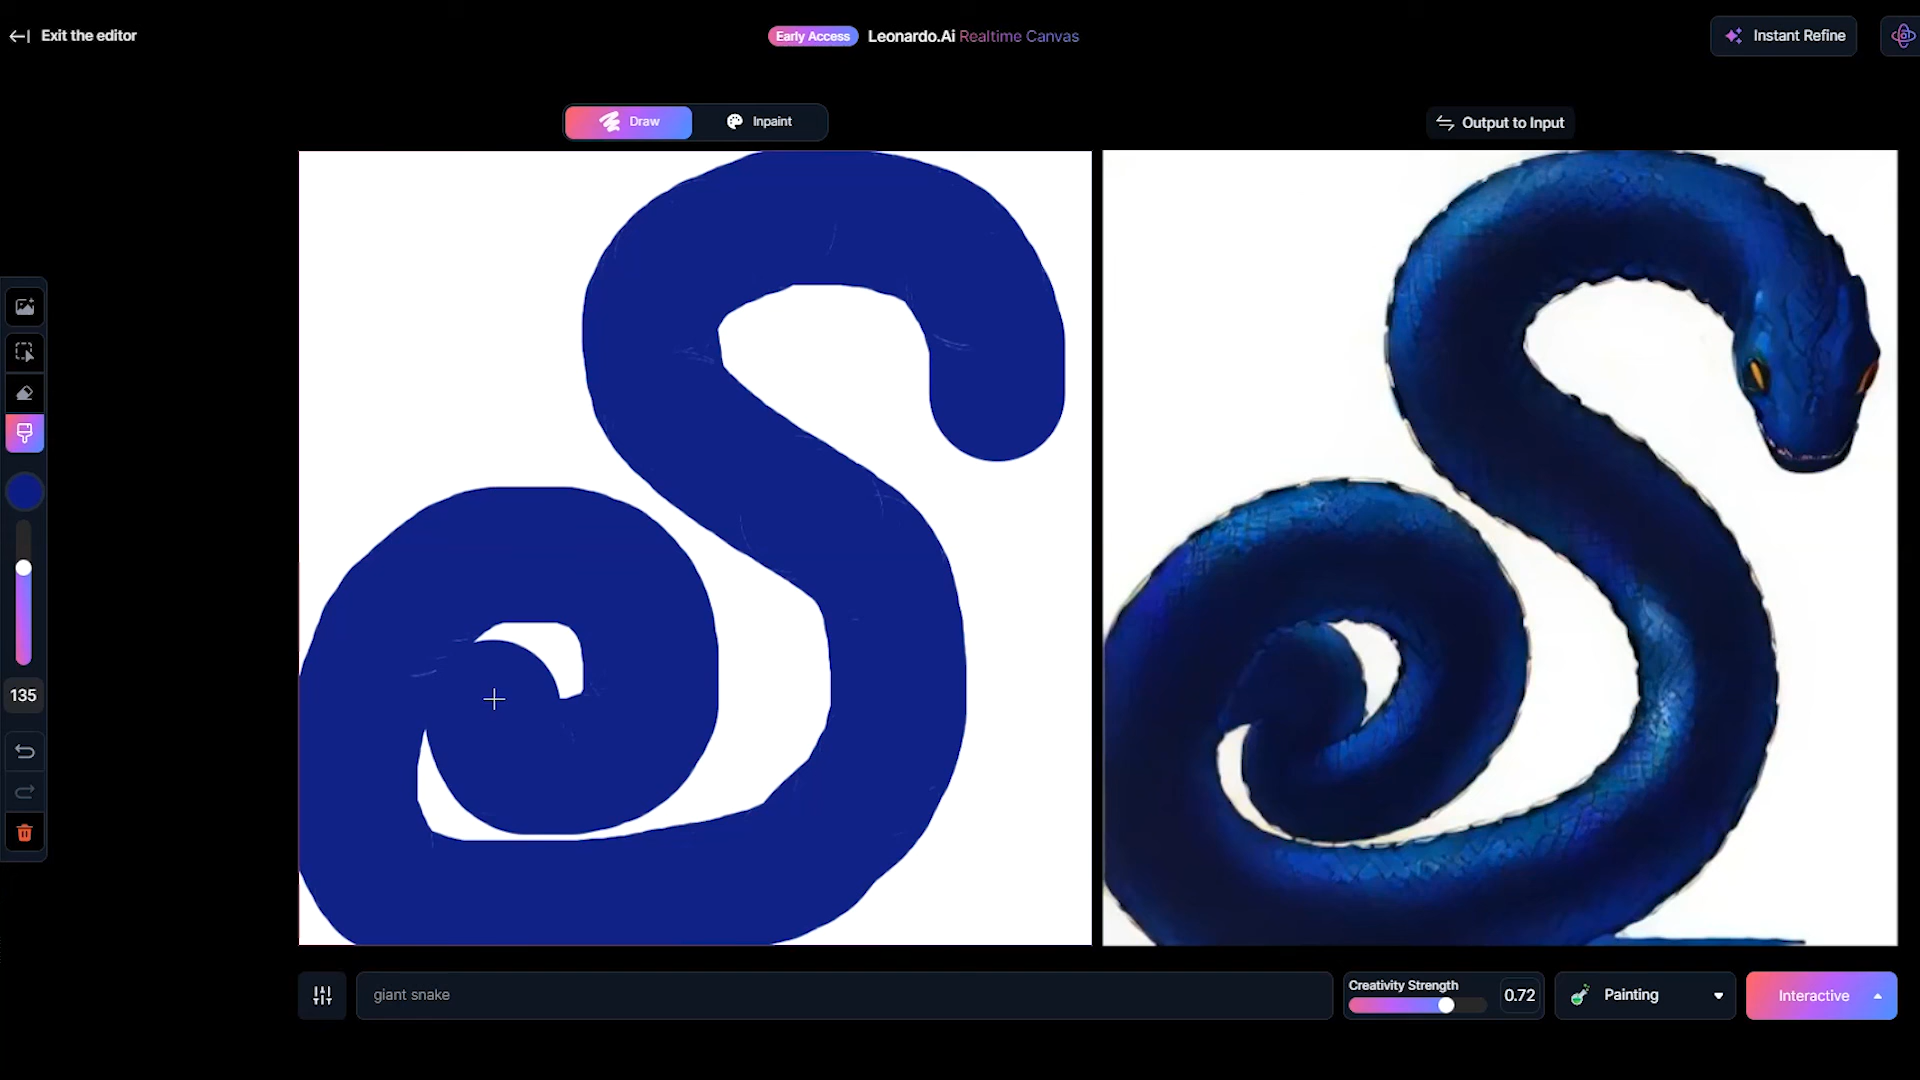 Exit the editor
Early Access Leonardo.Ai Realtime Canvas
Instant Refine
Draw
Inpaint
Output to Input
135
giant snake
Creativity Strength
0.72
Painting
Interactive